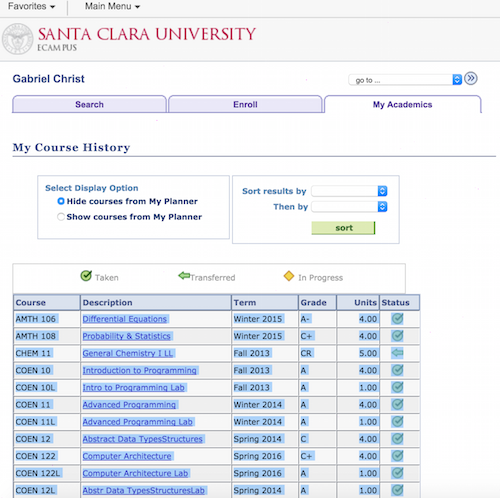 Favorites Main Menu
SANTA CLARA UNIVERSITY
ECAMPUS
Gabriel Christ
go to ...
Search Enroll My Academics
My Course History
Select Display Option
Hide courses from My Planner
Show courses from My Planner
Sort results by
Then by
sort
Taken Transferred In Progress
Course Description Term Grade Units Status
AMTH 106 Differential Equations Winter 2015 A- 4.00
AMTH 108 Probability & Statistics Winter 2015 C+ 4.00
CHEM 11 General Chemistry I LL Fall 2013 CR 5.00
COEN 10 Introduction to Programming Fall 2013 A 4.00
COEN 10L Intro to Programming Lab Fall 2013 A 1.00
COEN 11 Advanced Programming Winter 2014 A 4.00
COEN 11L Advanced Programming Lab Winter 2014 A 1.00
COEN 12 Abstract Data TypesStructures Spring 2014 C 4.00
COEN 122 Computer Architecture Spring 2016 C+ 4.00
COEN 122L Computer Architecture Lab Spring 2016 A 1.00
COEN 12L Abstr Data TypesStructuresLab Spring 2014 A 1.00